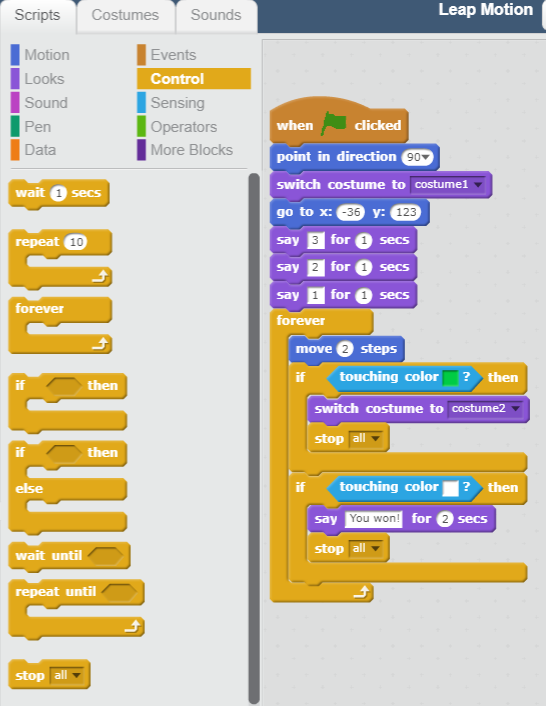 Scripts Costumes Sounds Leap Motion
Motion Events
Looks Control
Sound Sensing
Pen Operators
Data More Blocks
wait 1 secs
repeat 10
forever
if then
if then
else
wait until
repeat until
stop all
when clicked
point in direction 90
switch costume to costume1
go to x: -36 y: 123
say 3 for 1 secs
say 2 for 1 secs
say 1 for 1 secs
forever
move 2 steps
if touching color ? then
switch costume to costume2
stop all
if touching color ? then
say You won! for 2 secs
stop all